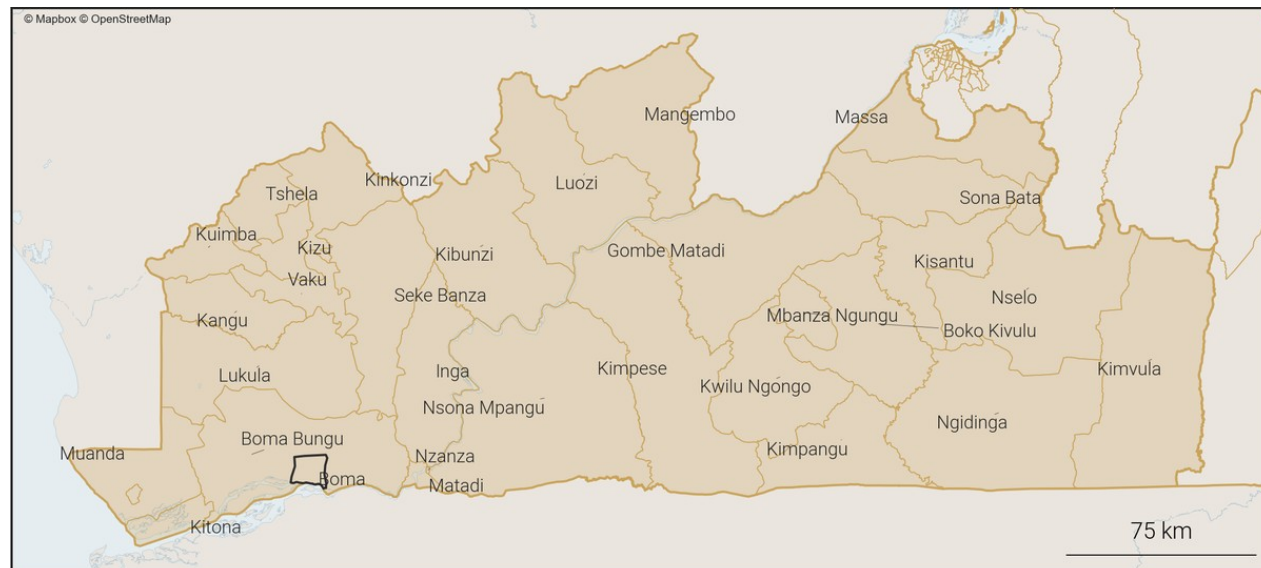 © Mapbox © OpenStreetMap
Mangembo
Massa
Kinkonzi
Luozi
Tshela
Sona Bata
Kuimba
Kizu
Kibunzi
Gombe Matadi
Kisantu
Vaku
Seke Banza
Nselo
Kangu
Mbanza Ngungu
Boko Kivulu
Lukula
Inga
Kimpese
Kimvula
Kwilu Ngongo
Nsona Mpangu
Ngidinga
Boma Bungu
Muanda
Nzanza
Kimpangu
Boma
Matadi
Kitona
75 km